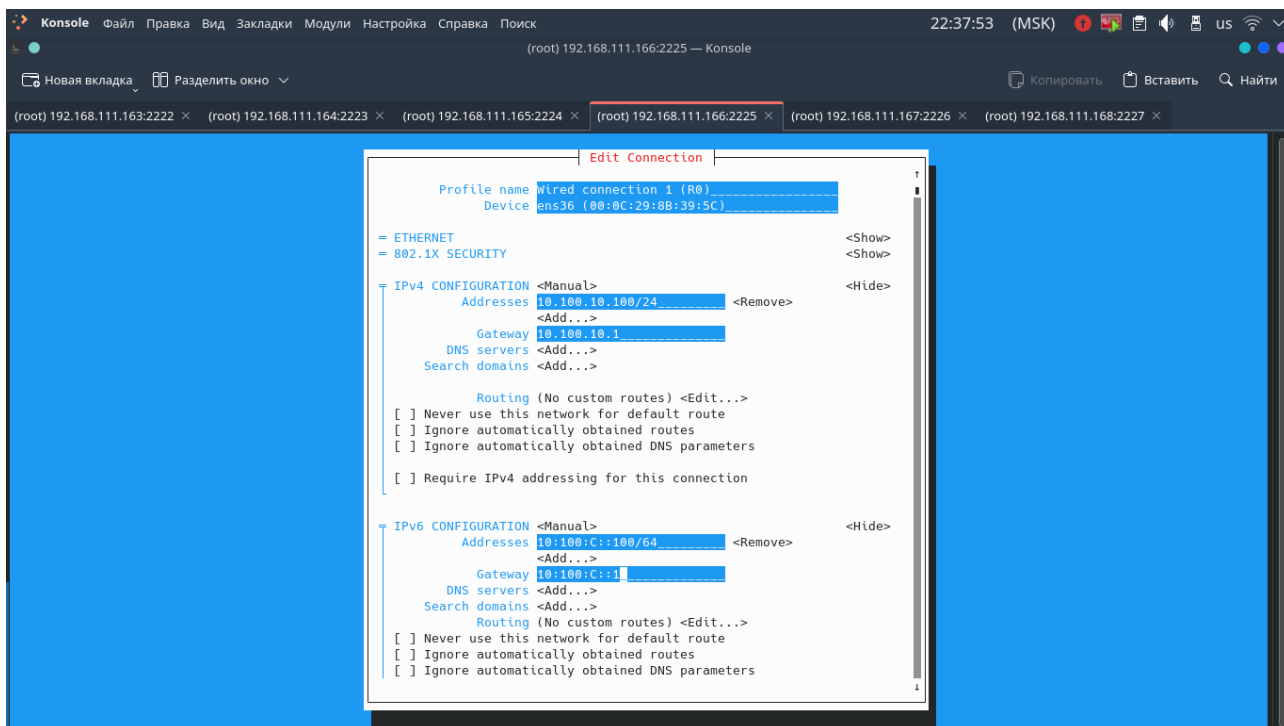 Konsole Файл Правка Вид Закладки Модули Настройка Справка Поиск 22:37:53 (MSK) us
(root) 192.168.111.166:2225 — Konsole
Новая вкладка Разделить окно Копировать Вставить Найти
(root) 192.168.111.163:2222 (root) 192.168.111.164:2223 (root) 192.168.111.165:2224 (root) 192.168.111.166:2225 (root) 192.168.111.167:2226 (root) 192.168.111.168:2227
Edit Connection
Profile name Wired connection 1 (R0)_________________
Device ens36 (00:0C:29:8B:39:5C)_______________
= ETHERNET <Show>
= 802.1X SECURITY <Show>
IPv4 CONFIGURATION <Manual> <Hide>
Addresses 10.100.10.100/24_________ <Remove>
<Add...>
Gateway 10.100.10.1______________
DNS servers <Add...>
Search domains <Add...>
Routing (No custom routes) <Edit...>
[ ] Never use this network for default route
[ ] Ignore automatically obtained routes
[ ] Ignore automatically obtained DNS parameters
[ ] Require IPv4 addressing for this connection
IPv6 CONFIGURATION <Manual> <Hide>
Addresses 10:100:C::100/64_________ <Remove>
<Add...>
Gateway 10:100:C::1______________
DNS servers <Add...>
Search domains <Add...>
Routing (No custom routes) <Edit...>
[ ] Never use this network for default route
[ ] Ignore automatically obtained routes
[ ] Ignore automatically obtained DNS parameters